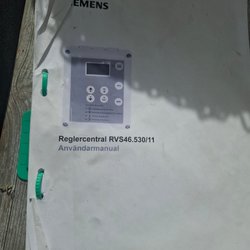 SIEMENS
Reglercentral RVS46.530/11
Användarmanual